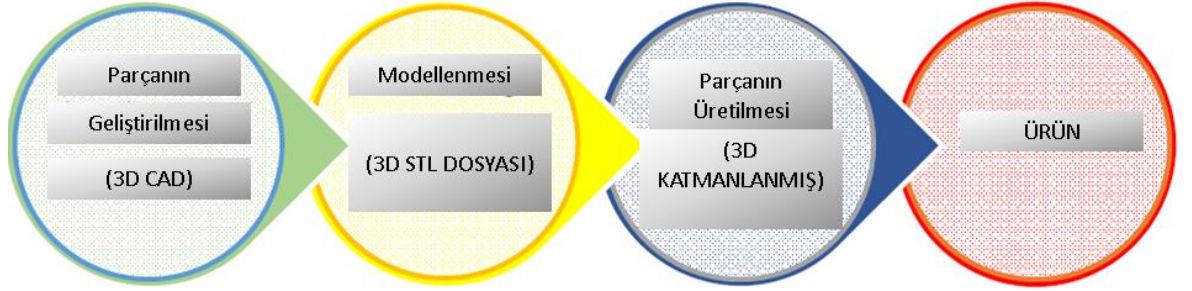 Parçanın
Geliştirilmesi
(3D CAD)
Modellenmesi
(3D STL DOSYASI)
Parçanın
Üretilmesi
(3D
KATMANLANMIŞ)
ÜRÜN